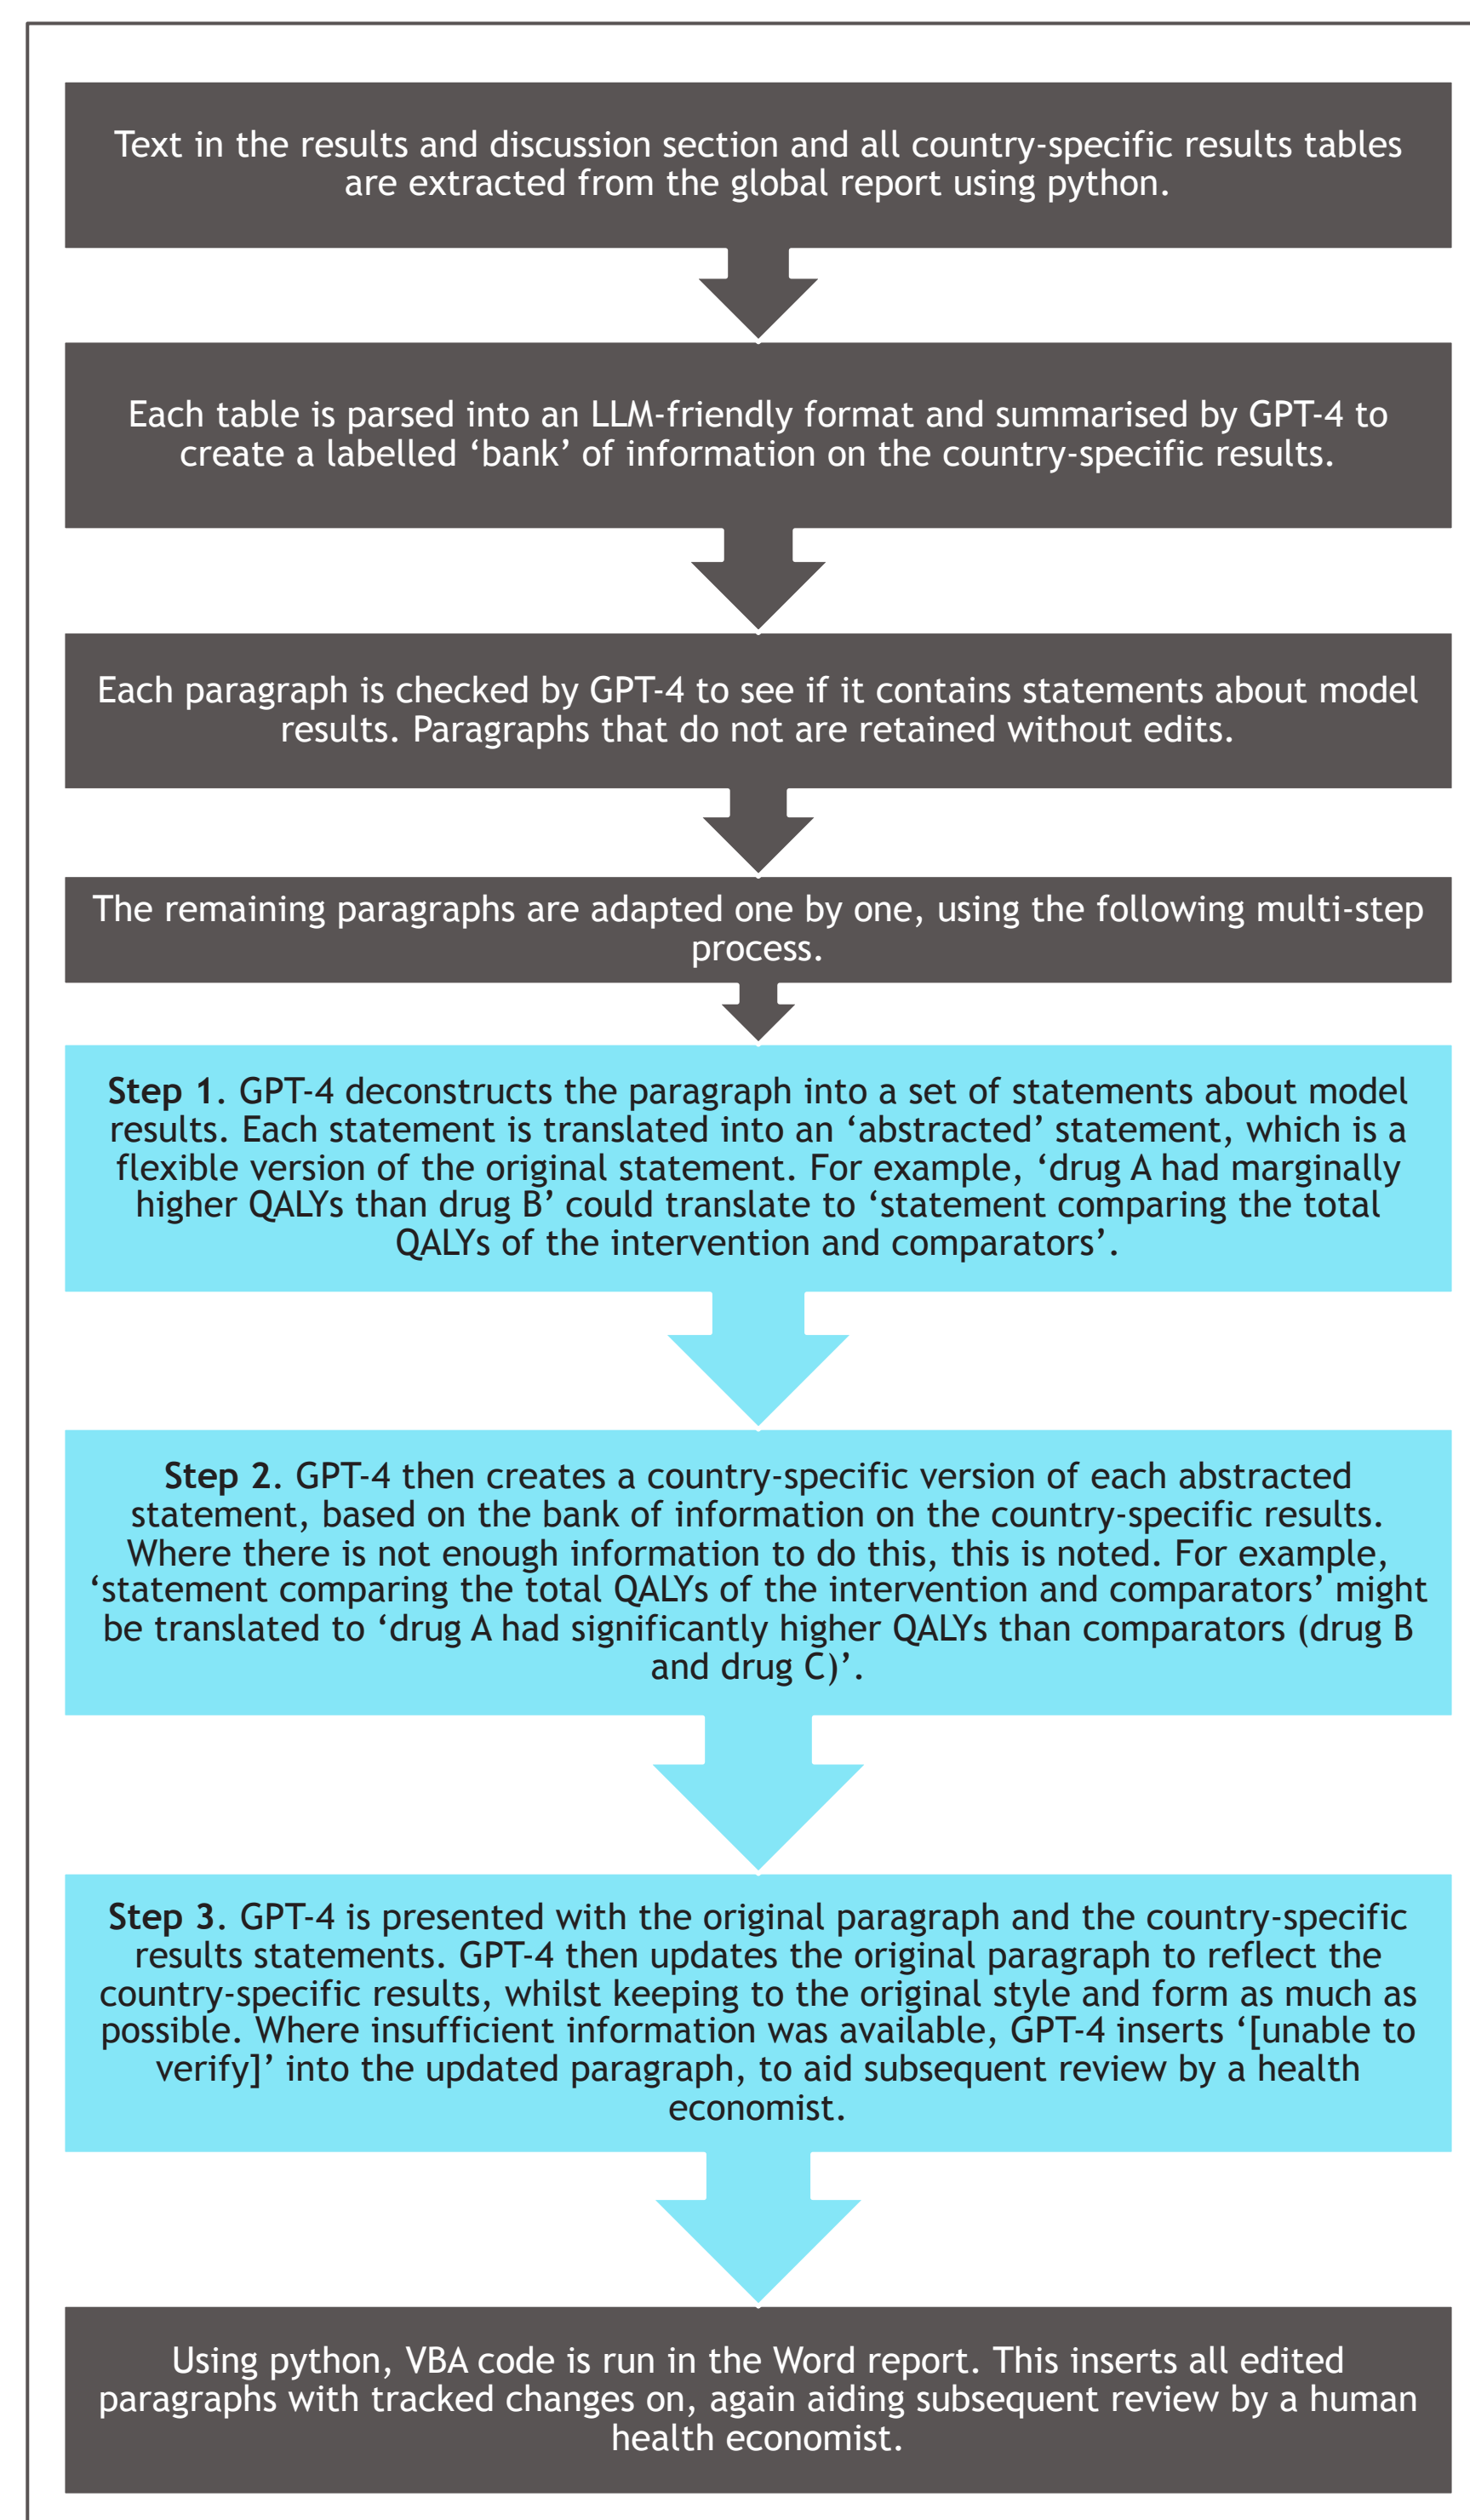 Text in the results and discussion section and all country-specific results tables
are extracted from the global report using python.
Each table is parsed into an LLM-friendly format and summarised by GPT-4 to
create a labelled ‘bank’ of information on the country-specific results.
Each paragraph is checked by GPT-4 to see if it contains statements about model
results. Paragraphs that do not are retained without edits.
The remaining paragraphs are adapted one by one, using the following multi-step
process.
Step 1. GPT-4 deconstructs the paragraph into a set of statements about model
results. Each statement is translated into an ‘abstracted’ statement, which is a
flexible version of the original statement. For example, ‘drug A had marginally
higher QALYs than drug B’ could translate to ‘statement comparing the total
QALYs of the intervention and comparators’.
Step 2. GPT-4 then creates a country-specific version of each abstracted
statement, based on the bank of information on the country-specific results.
Where there is not enough information to do this, this is noted. For example,
‘statement comparing the total QALYs of the intervention and comparators’ might
be translated to ‘drug A had significantly higher QALYs than comparators (drug B
and drug C)’.
Step 3. GPT-4 is presented with the original paragraph and the country-specific
results statements. GPT-4 then updates the original paragraph to reflect the
country-specific results, whilst keeping to the original style and form as much as
possible. Where insufficient information was available, GPT-4 inserts ‘[unable to
verify]’ into the updated paragraph, to aid subsequent review by a health
economist.
Using python, VBA code is run in the Word report. This inserts all edited
paragraphs with tracked changes on, again aiding subsequent review by a human
health economist.